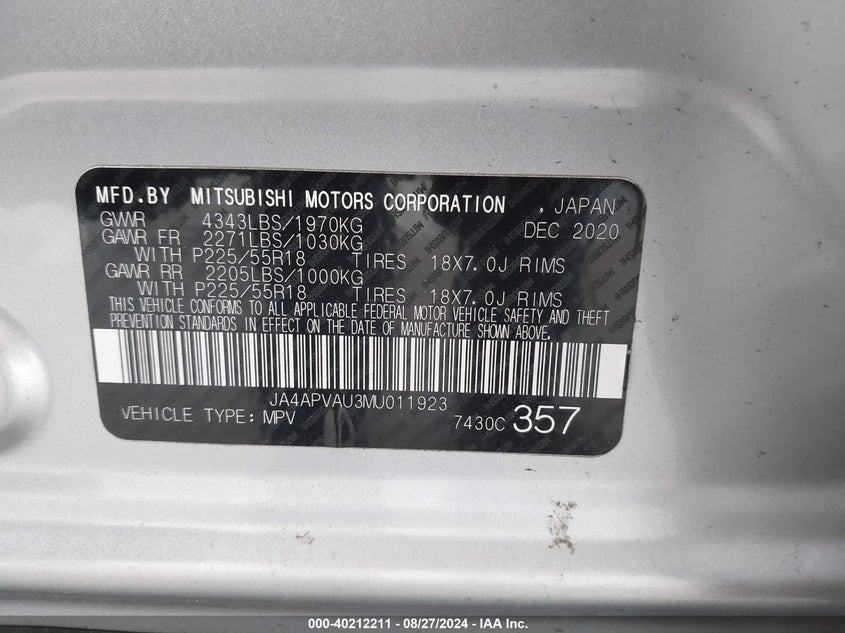 MFD.BY MITSUBISHI MOTORS CORPORATION , JAPAN
GVWR 4343LBS/1970KG DEC 2020
GAWR FR 2271LBS/1030KG
WITH P225/55R18 TIRES 18X7.0J RIMS
GAWR RR 2205LBS/1000KG
WITH P225/55R18 TIRES 18X7.0J RIMS
THIS VEHICLE CONFORMS TO ALL APPLICABLE FEDERAL MOTOR VEHICLE SAFETY AND THEFT
PREVENTION STANDARDS IN EFFECT ON THE DATE OF MANUFACTURE SHOWN ABOVE.
JA4APVAU3MU011923
VEHICLE TYPE: MPV 7430C 357
000-40212211 - 08/27/2024 - IAA Inc.